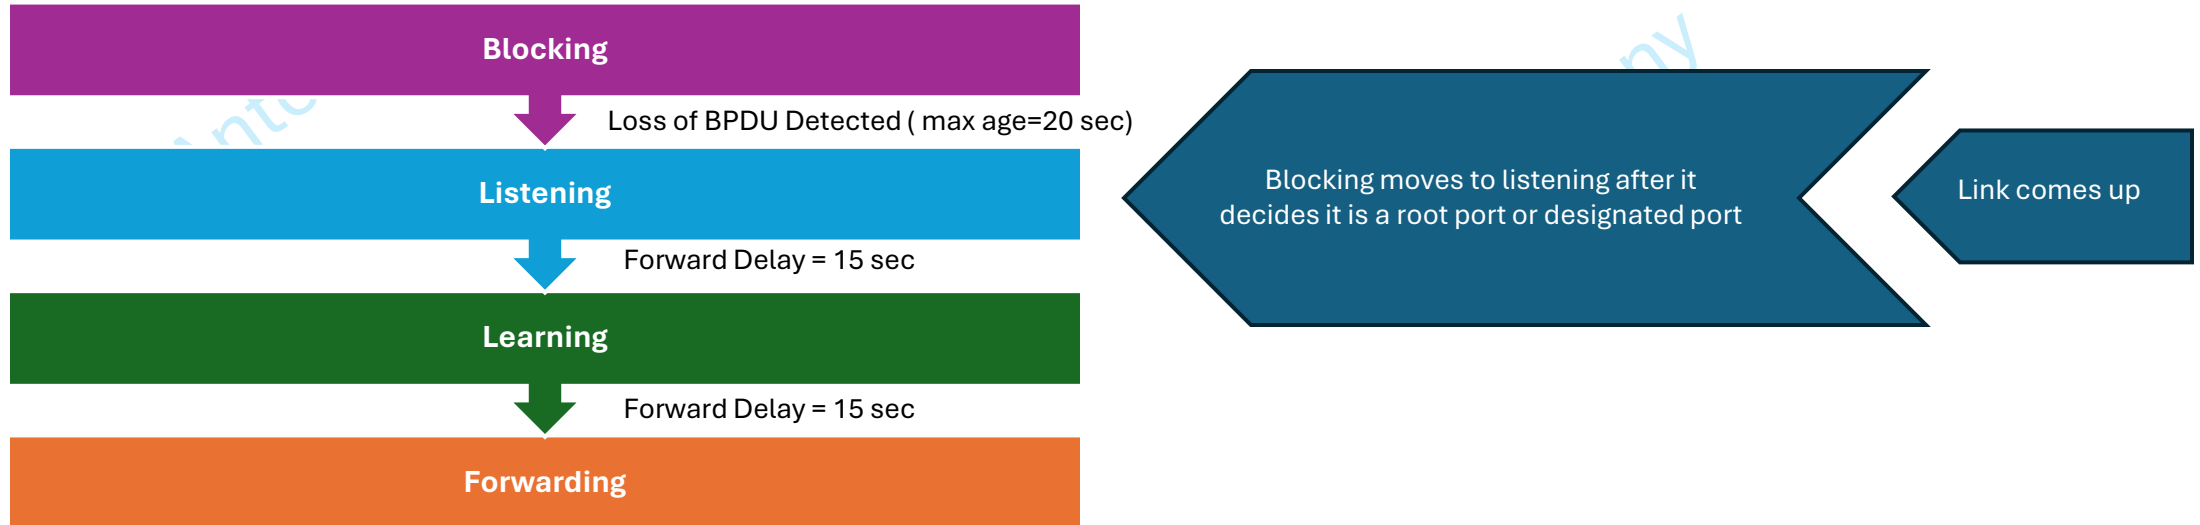 Blocking
Loss of BPDU Detected ( max age=20 sec)
Listening
Forward Delay = 15 sec
Learning
Forward Delay = 15 sec
Forwarding
Blocking moves to listening after it
decides it is a root port or designated port
Link comes up